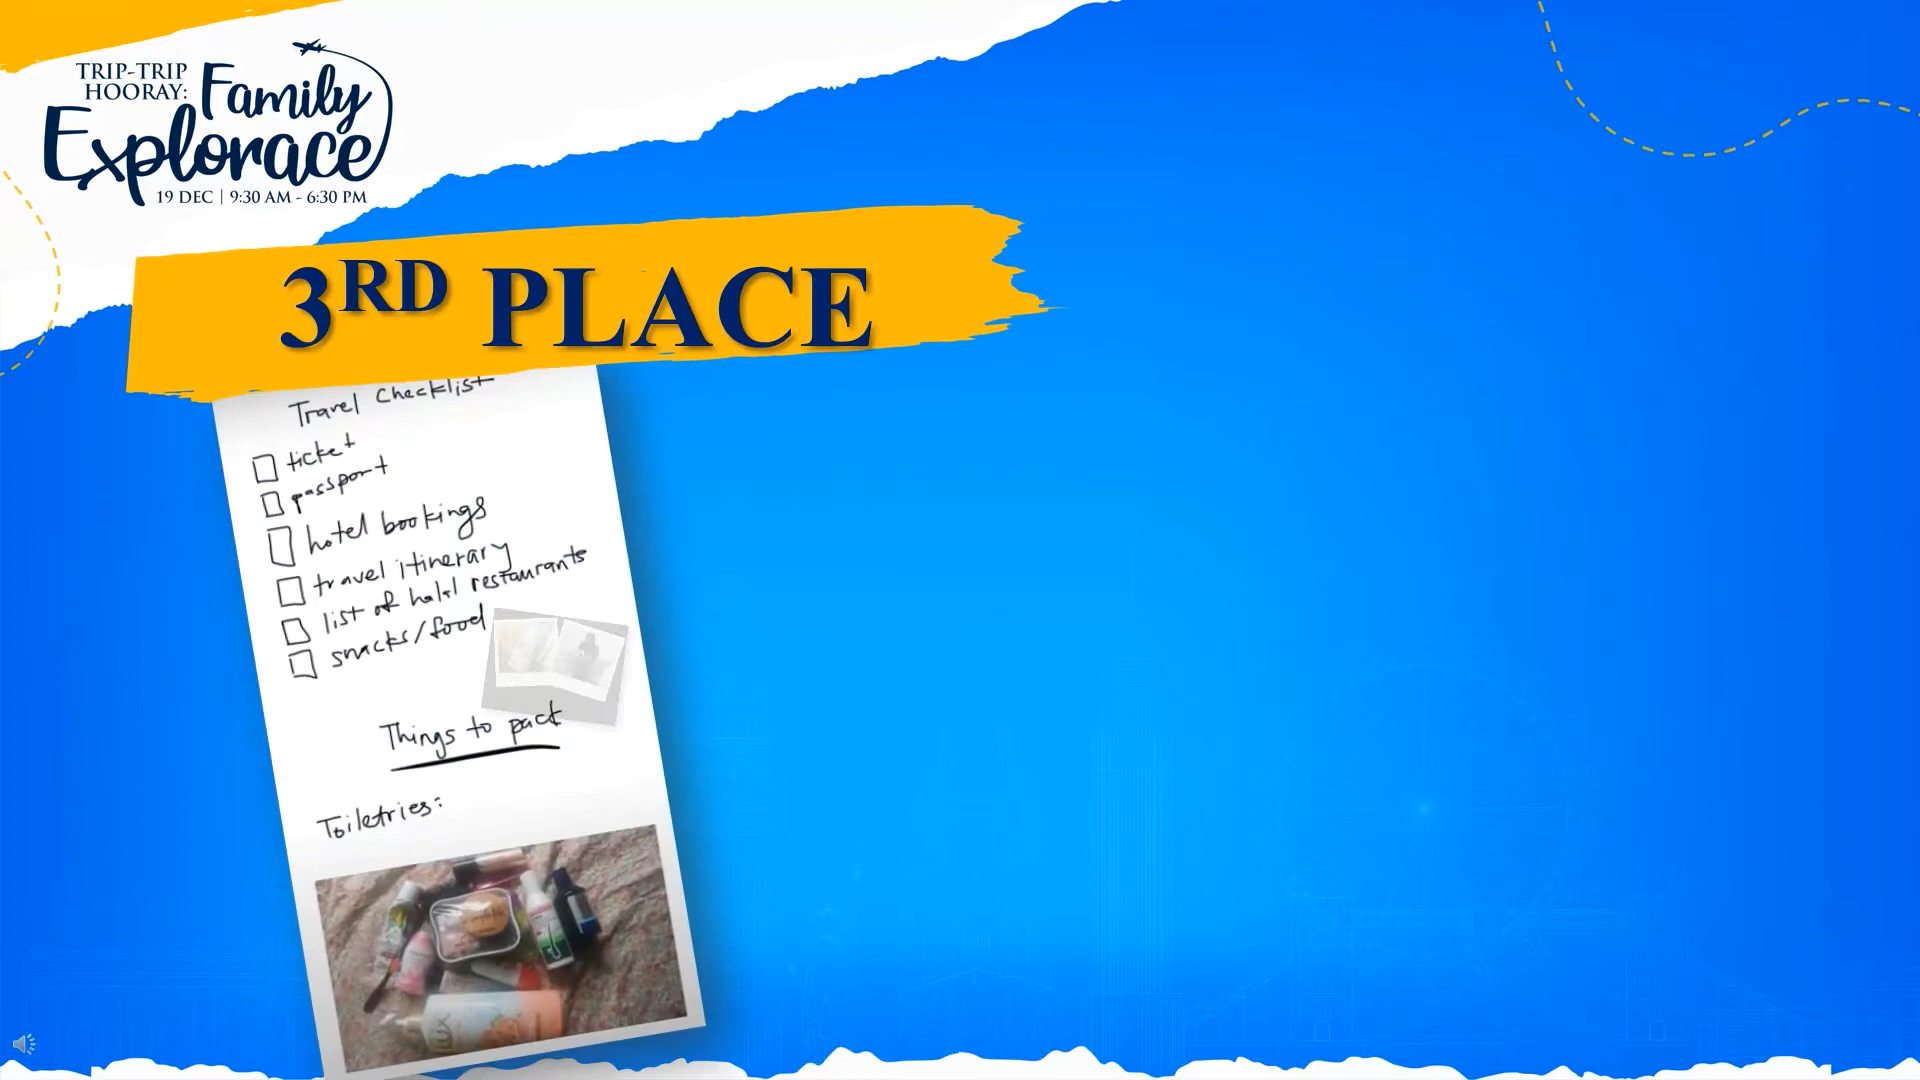 TRIP-TRIP
HOORAY: Family
Explorace
19 DEC | 9:30 AM - 6:30 PM
3RD PLACE
Travel Checklist
ticket
passport
hotel bookings
travel itinerary
list of halal restaurants
snacks/food
Things to pack
Toiletries:
LUX